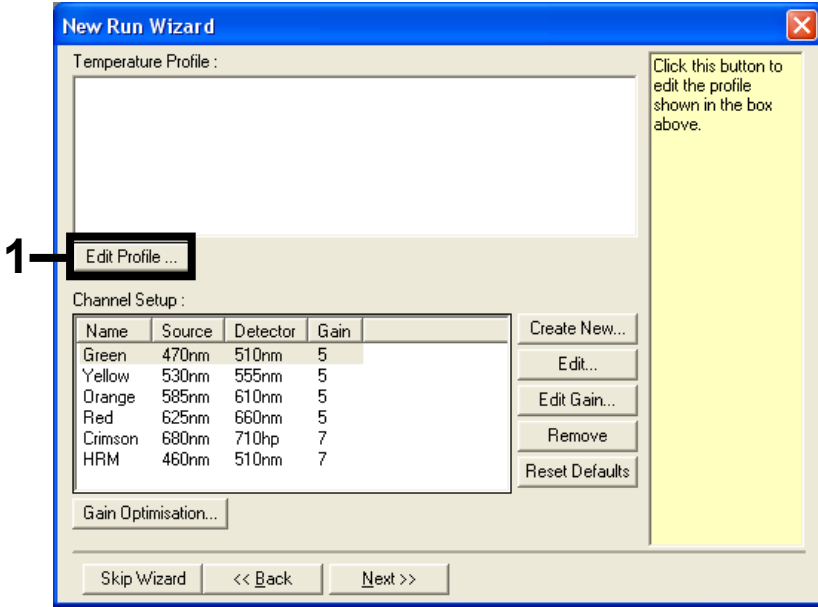 New Run Wizard
Temperature Profile :
Click this button to
edit the profile
shown in the box
above.
1
Edit Profile ...
Channel Setup :
Name Source Detector Gain
Green 470nm 510nm 5
Yellow 530nm 555nm 5
Orange 585nm 610nm 5
Red 625nm 660nm 5
Crimson 680nm 710hp 7
HRM 460nm 510nm 7
Create New...
Edit...
Edit Gain...
Remove
Reset Defaults
Gain Optimisation...
Skip Wizard << Back Next >>